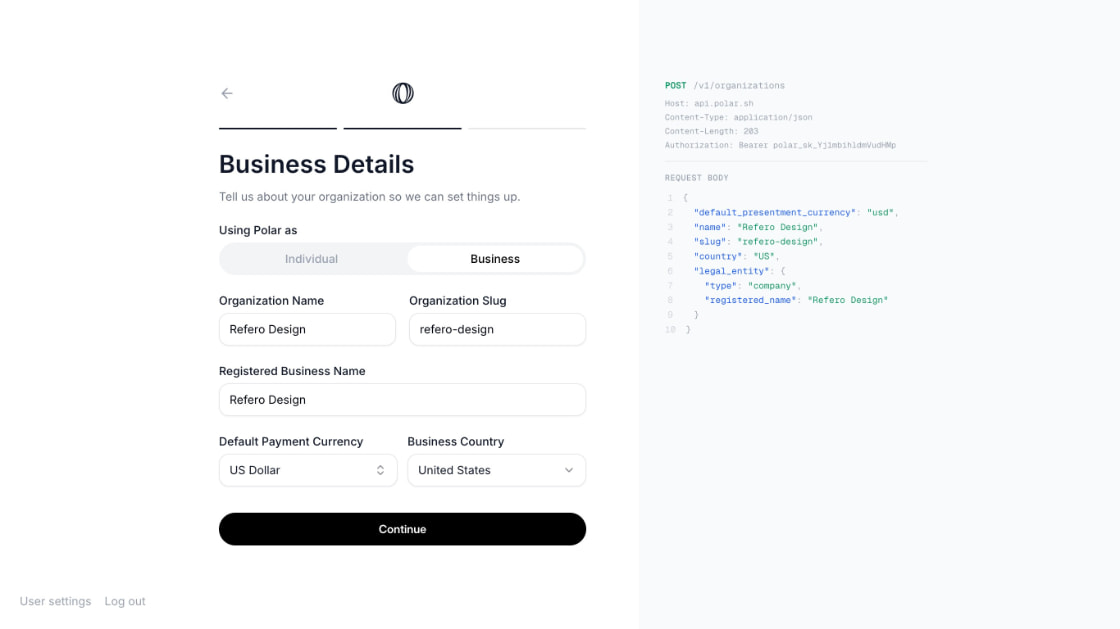 Business Details
Tell us about your organization so we can set things up.
Using Polar as
Individual Business
Organization Name Organization Slug
Refero Design refero-design
Registered Business Name
Refero Design
Default Payment Currency Business Country
US Dollar United States
Continue
User settings Log out
POST /v1/organizations
Host: api.polar.sh
Content-Type: application/json
Content-Length: 203
REQUEST BODY
1 {
2 "default_presentment_currency": "usd",
3 "name": "Refero Design",
4 "slug": "refero-design",
5 "country": "US",
6 "legal_entity": {
7 "type": "company",
8 "registered_name": "Refero Design"
9 }
10 }